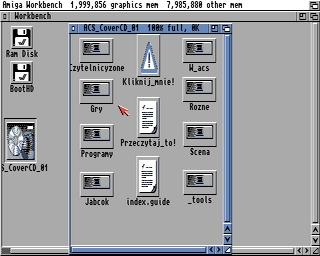 Amiga Workbench 1,999,856 graphics mem 7,985,880 other mem
Workbench
ACS_CoverCD_01 100% full, 0K
Ram Disk
BootHD
S_CoverCD_01
Czytelniczyone
Kliknij_mnie!
W_acs
Gry
Przeczytaj_to!
Rozne
Programy
Scena
Jabcok
index.guide
_tools